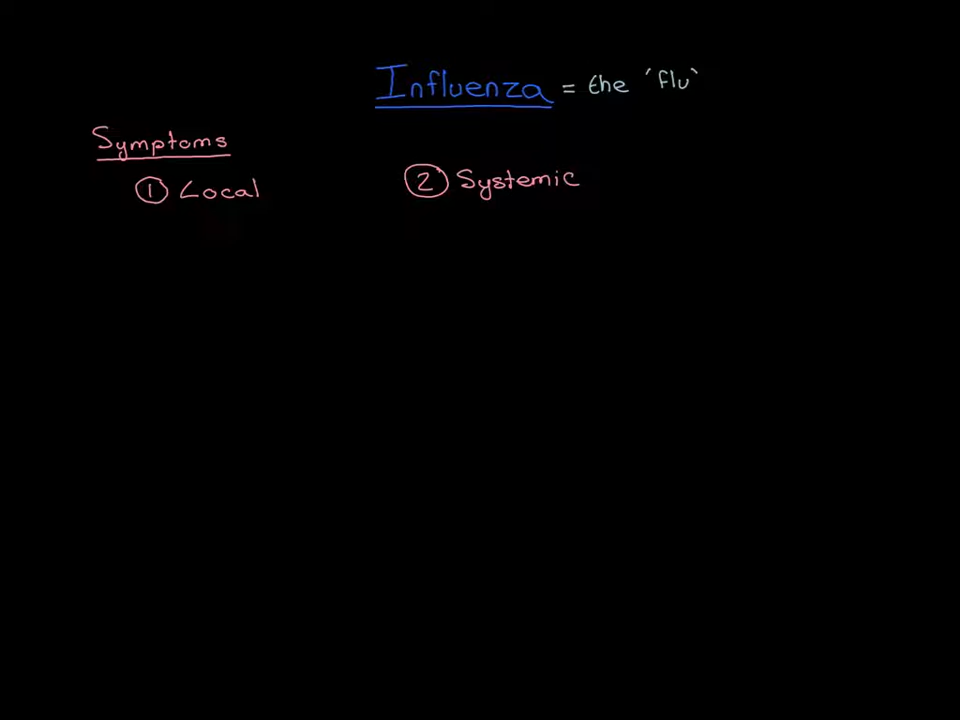 Influenza = the 'flu'
Symptoms
① Local ② Systemic